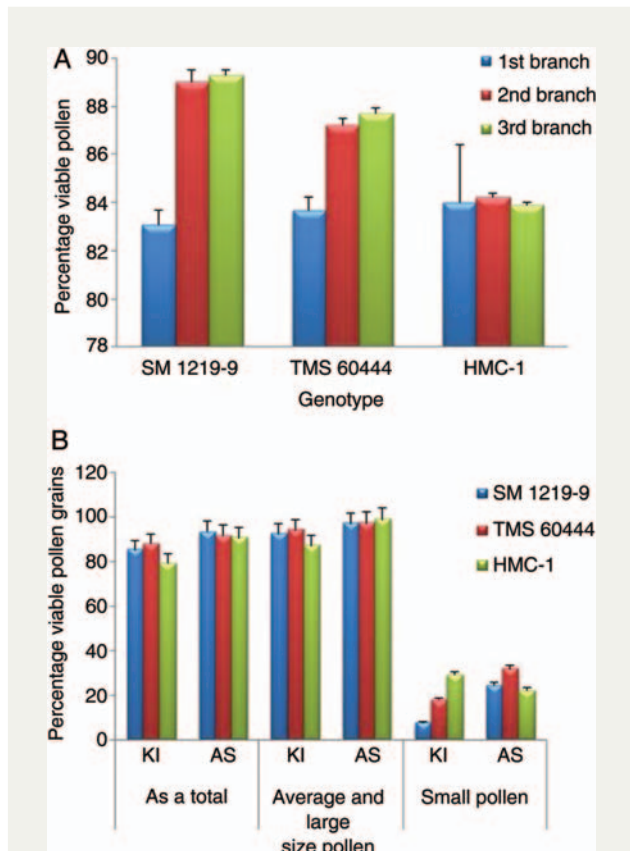 A
90
88
86
84
82
80
78
Percentage viable pollen
1st branch
2nd branch
3rd branch
SM 1219-9 TMS 60444 HMC-1
Genotype
B
120
100
80
60
40
20
0
Percentage viable pollen grains
SM 1219-9
TMS 60444
HMC-1
KI AS KI AS KI AS
As a total Average and Small pollen
large
size pollen